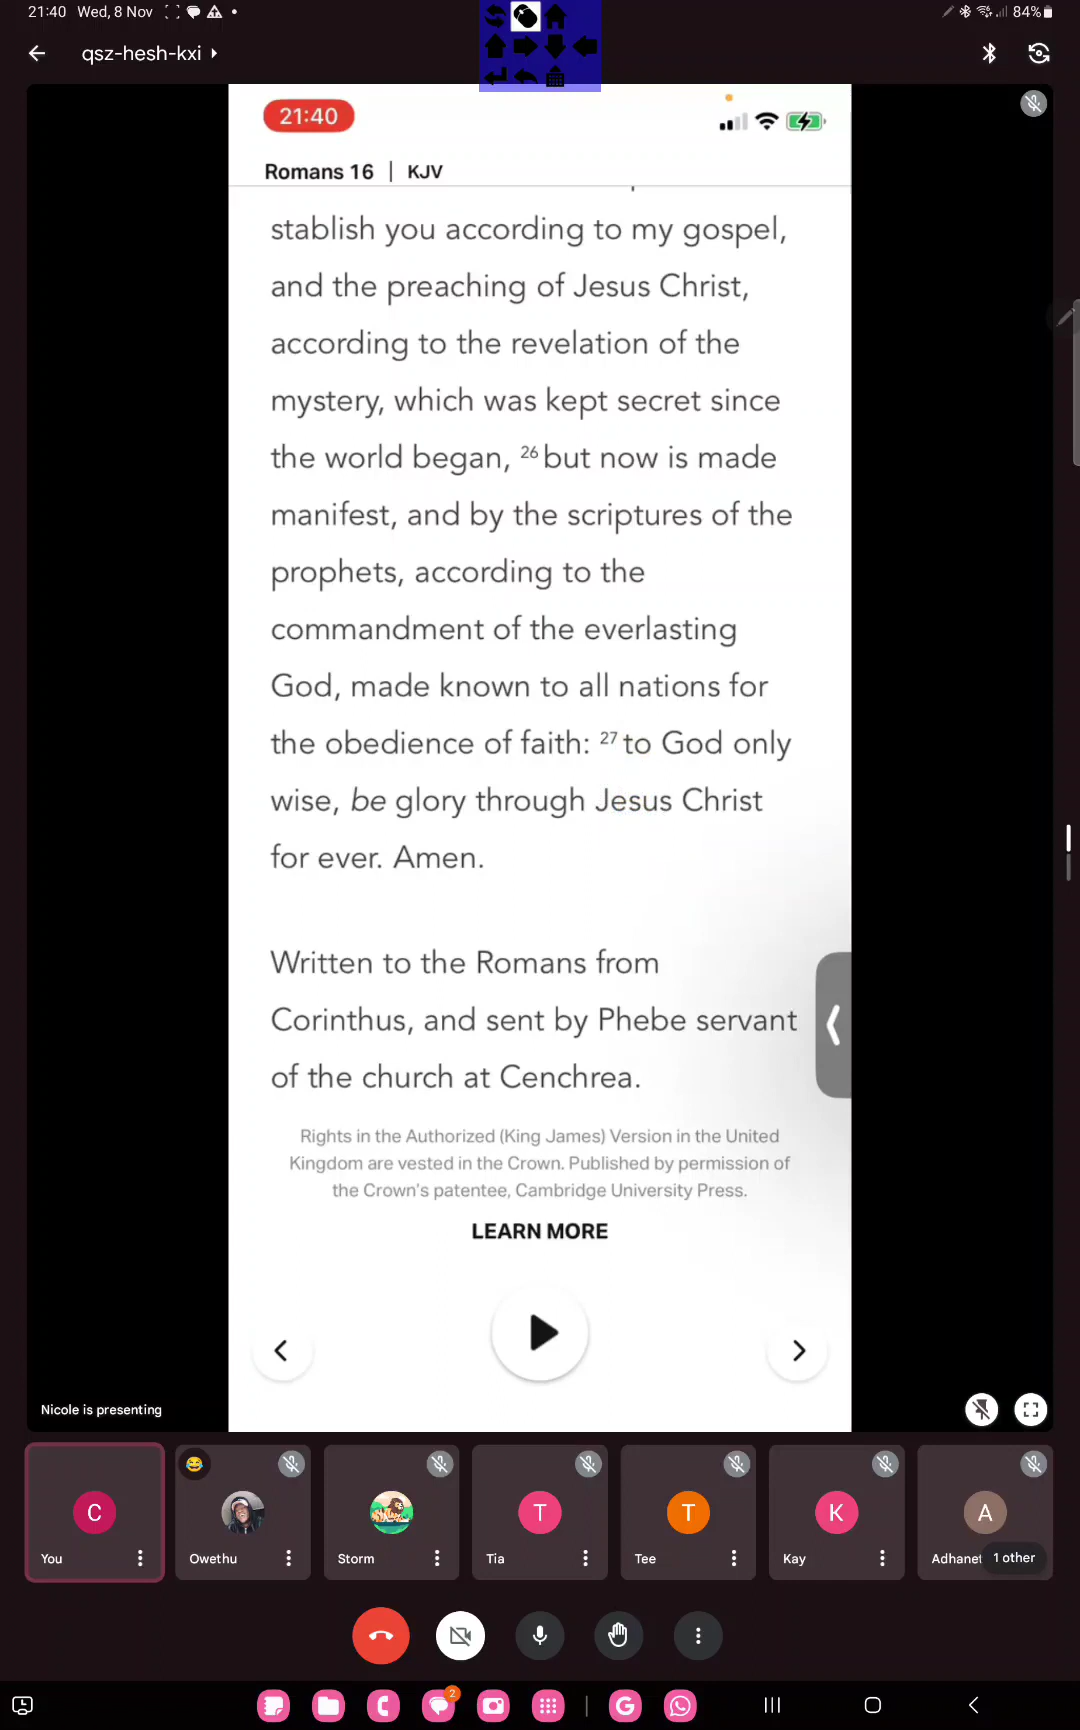 21:40 Wed, 8 Nov
84%
qsz-hesh-kxi
21:40
Romans 16 | KJV
stablish you according to my gospel,
and the preaching of Jesus Christ,
according to the revelation of the
mystery, which was kept secret since
the world began, 26 but now is made
manifest, and by the scriptures of the
prophets, according to the
commandment of the everlasting
God, made known to all nations for
the obedience of faith: 27 to God only
wise, be glory through Jesus Christ
for ever. Amen.
Written to the Romans from
Corinthus, and sent by Phebe servant
of the church at Cenchrea.
Rights in the Authorized (King James) Version in the United
Kingdom are vested in the Crown. Published by permission of
the Crown's patentee, Cambridge University Press.
LEARN MORE
Nicole is presenting
C
T
T
K
A
You
Owethu
Storm
Tia
Tee
Kay
Adhanet
1 other
2
G